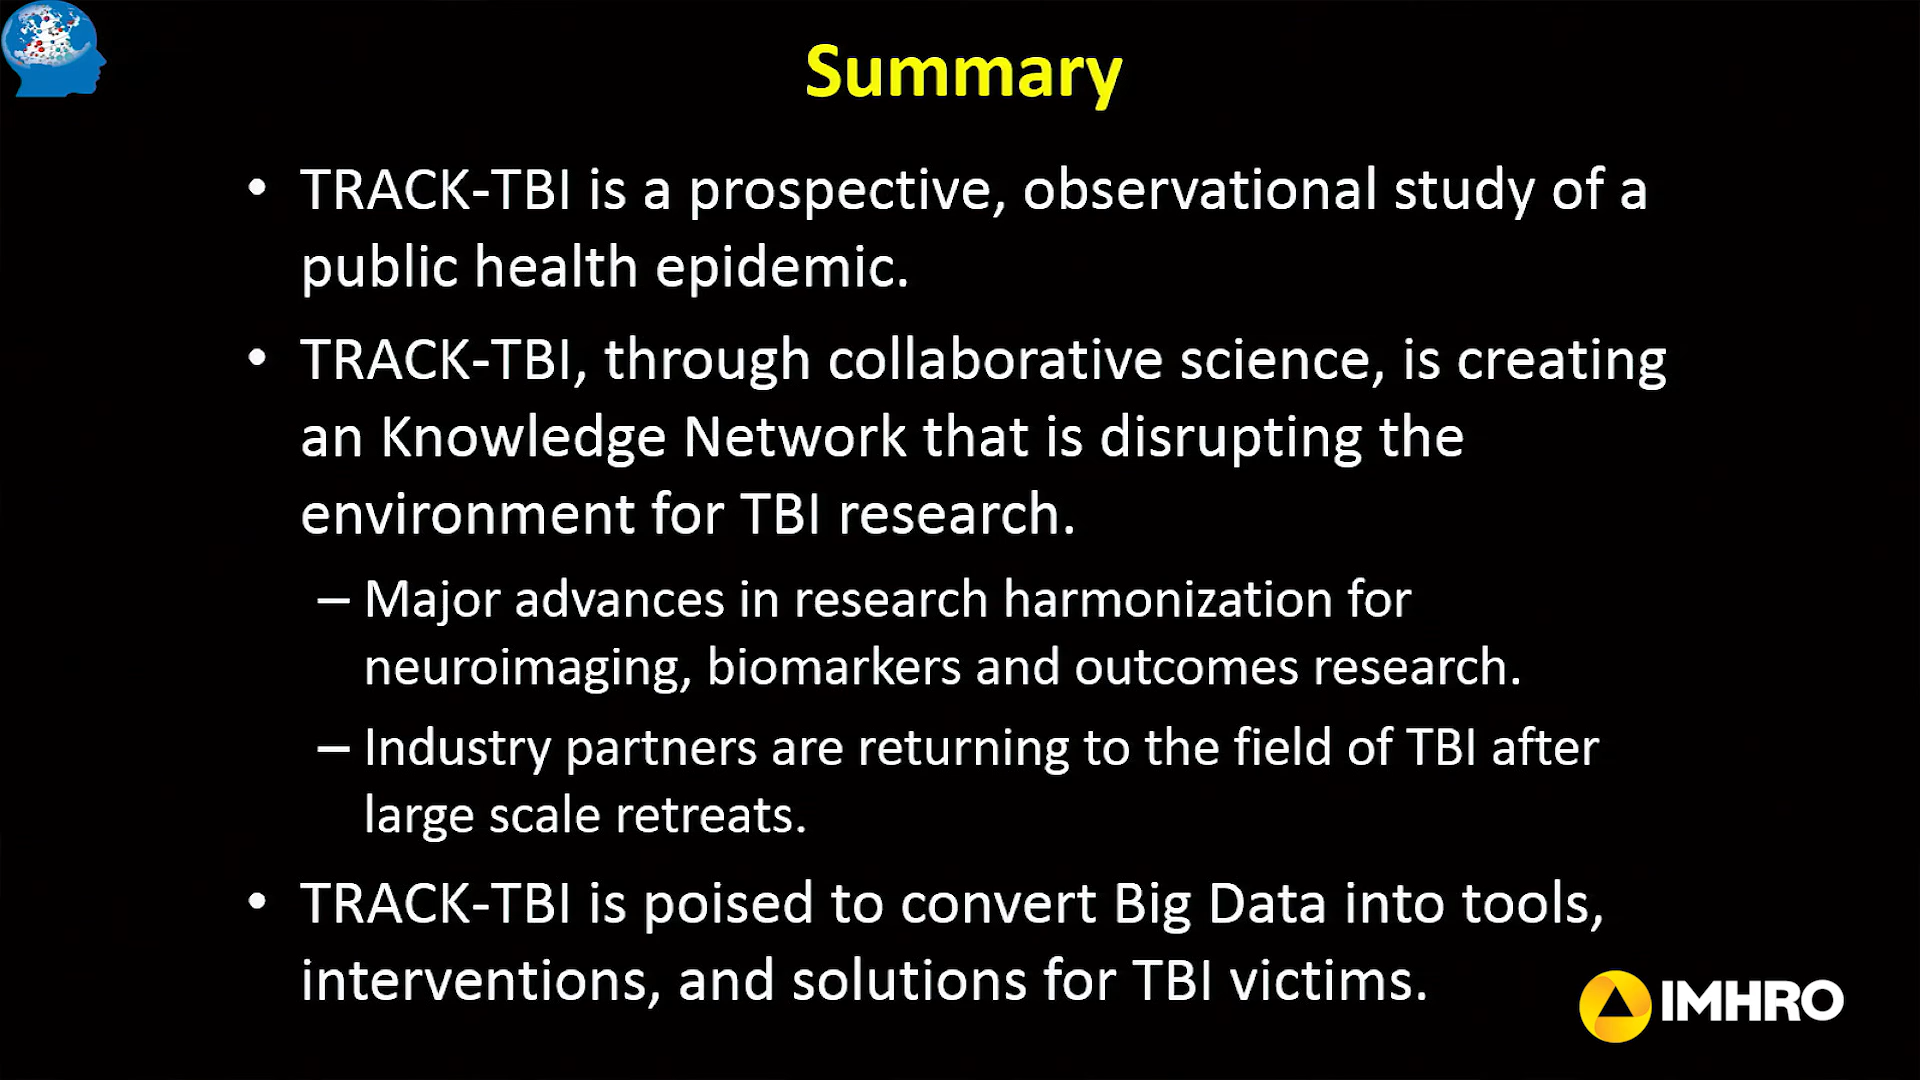 Summary
• TRACK-TBI is a prospective, observational study of a
public health epidemic.
• TRACK-TBI, through collaborative science, is creating
an Knowledge Network that is disrupting the
environment for TBI research.
– Major advances in research harmonization for
neuroimaging, biomarkers and outcomes research.
– Industry partners are returning to the field of TBI after
large scale retreats.
• TRACK-TBI is poised to convert Big Data into tools,
interventions, and solutions for TBI victims.
IMHRO